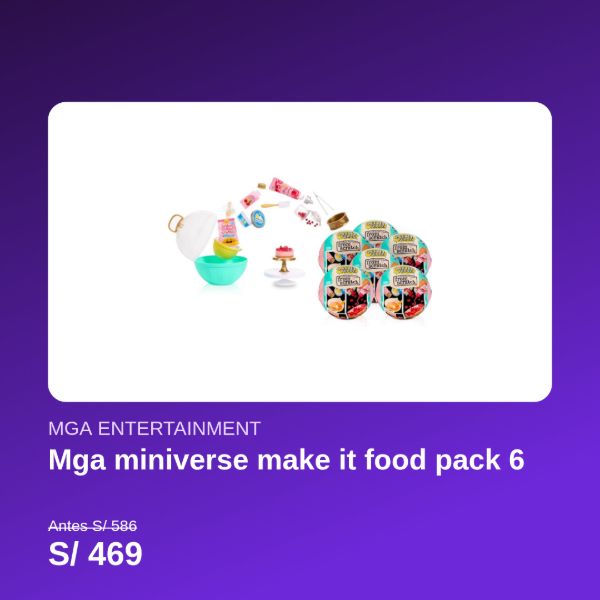 MGA ENTERTAINMENT
Mga miniverse make it food pack 6
Antes S/ 586
S/ 469